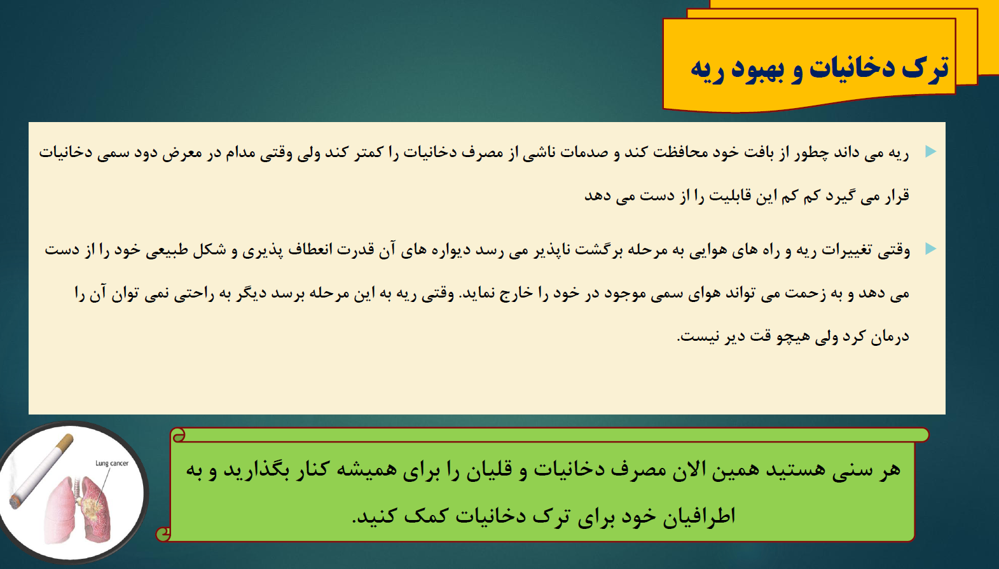 ترک دخانیات و بهبود ریه
ریه می داند چطور از بافت خود محافظت کند و صدمات ناشی از مصرف دخانیات را کمتر کند ولی وقتی مدام در معرض دود سمی دخانیات
قرار می گیرد کم کم این قابلیت را از دست می دهد
وقتی تغییرات ریه و راه های هوایی به مرحله برگشت ناپذیر می رسد دیواره های آن قدرت انعطاف پذیری و شکل طبیعی خود را از دست
می دهد و به زحمت می تواند هوای سمی موجود در خود را خارج نماید. وقتی ریه به این مرحله برسد دیگر به راحتی نمی توان آن را
درمان کرد ولی هیچو قت دیر نیست.
هر سنی هستید همین الان مصرف دخانیات و قلیان را برای همیشه کنار بگذارید و به
اطرافیان خود برای ترک دخانیات کمک کنید.
Lung cancer